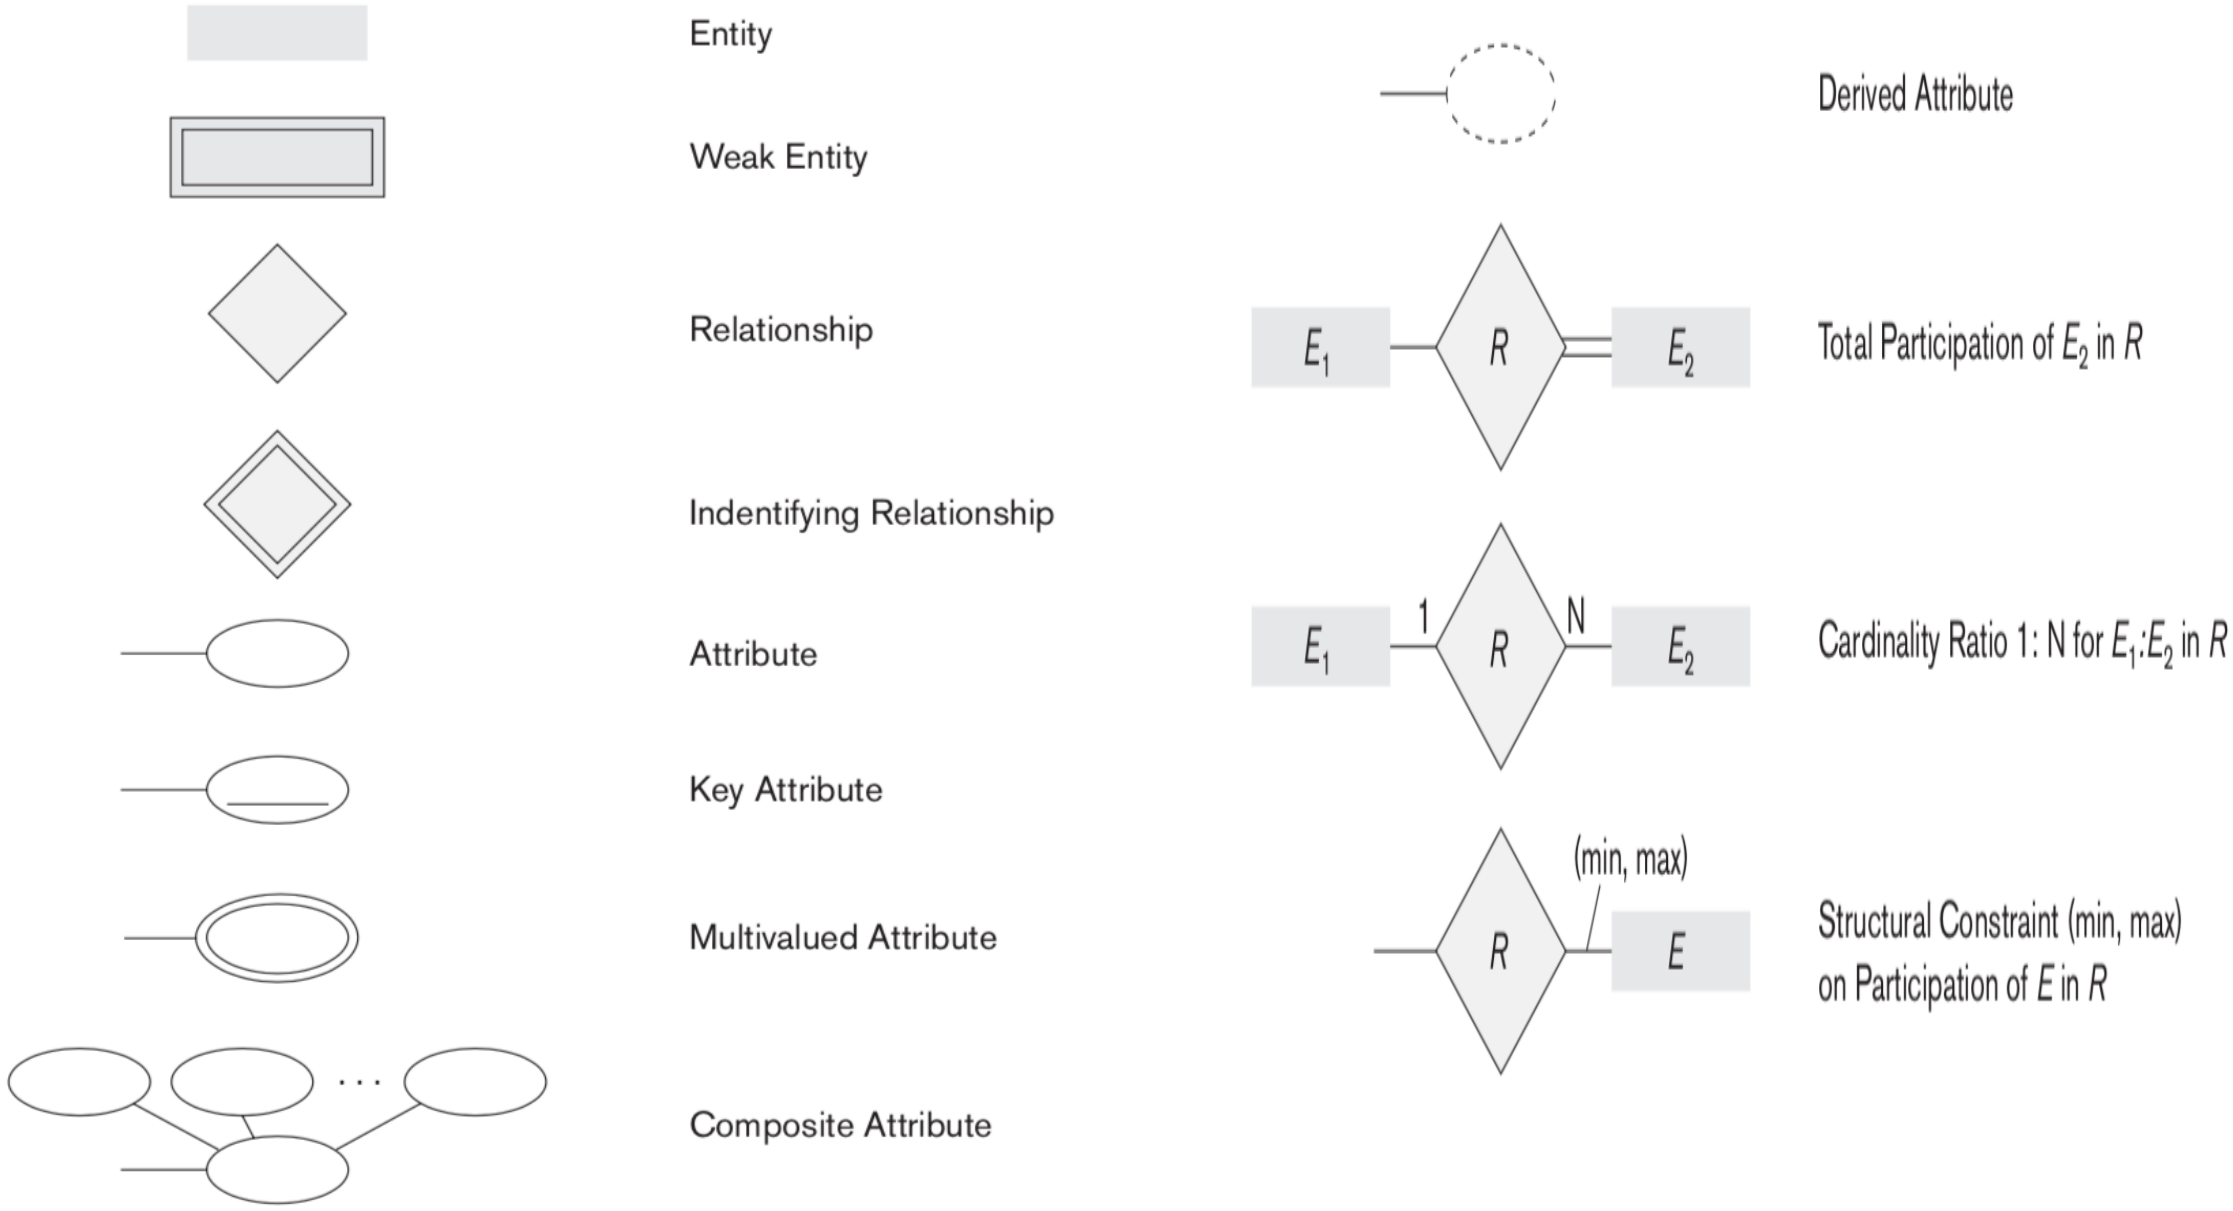 Entity
Weak Entity
Relationship
Indentifying Relationship
Attribute
Key Attribute
Multivalued Attribute
. . .
Composite Attribute
Derived Attribute
E1 R E2
Total Participation of E2 in R
E1 1 R N E2
Cardinality Ratio 1: N for E1:E2 in R
(min, max)
R E
Structural Constraint (min, max)
on Participation of E in R